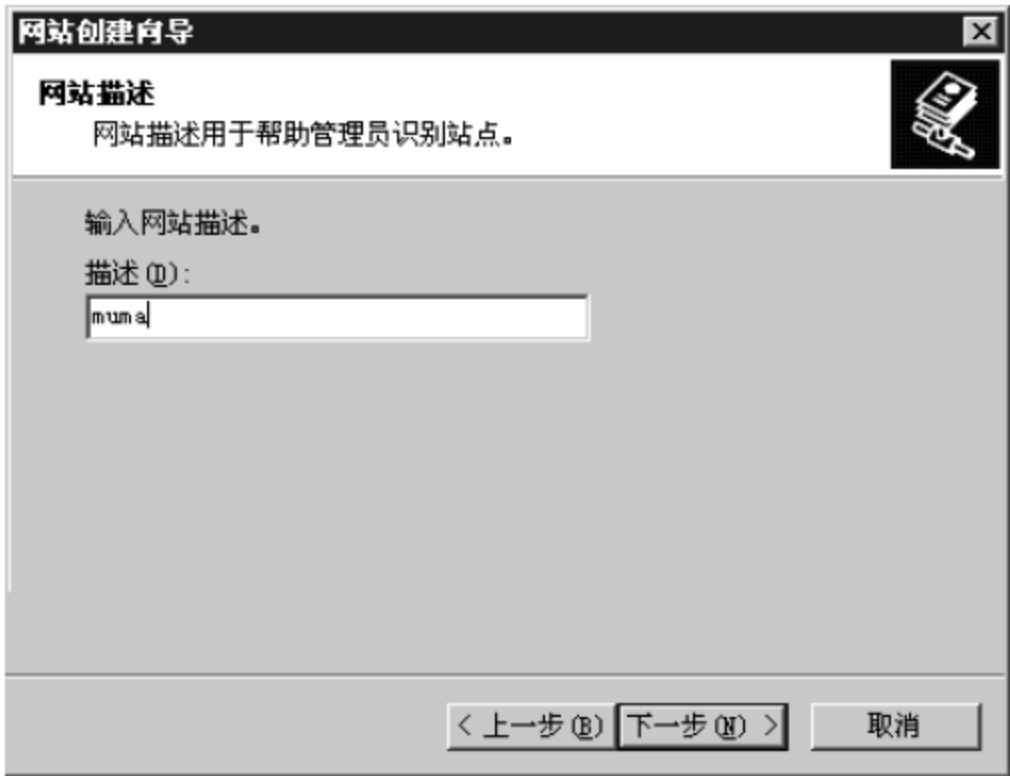 网站创建向导
网站描述
网站描述用于帮助管理员识别站点。
输入网站描述。
描述(D):
muma
< 上一步(B) 下一步(N) > 取消